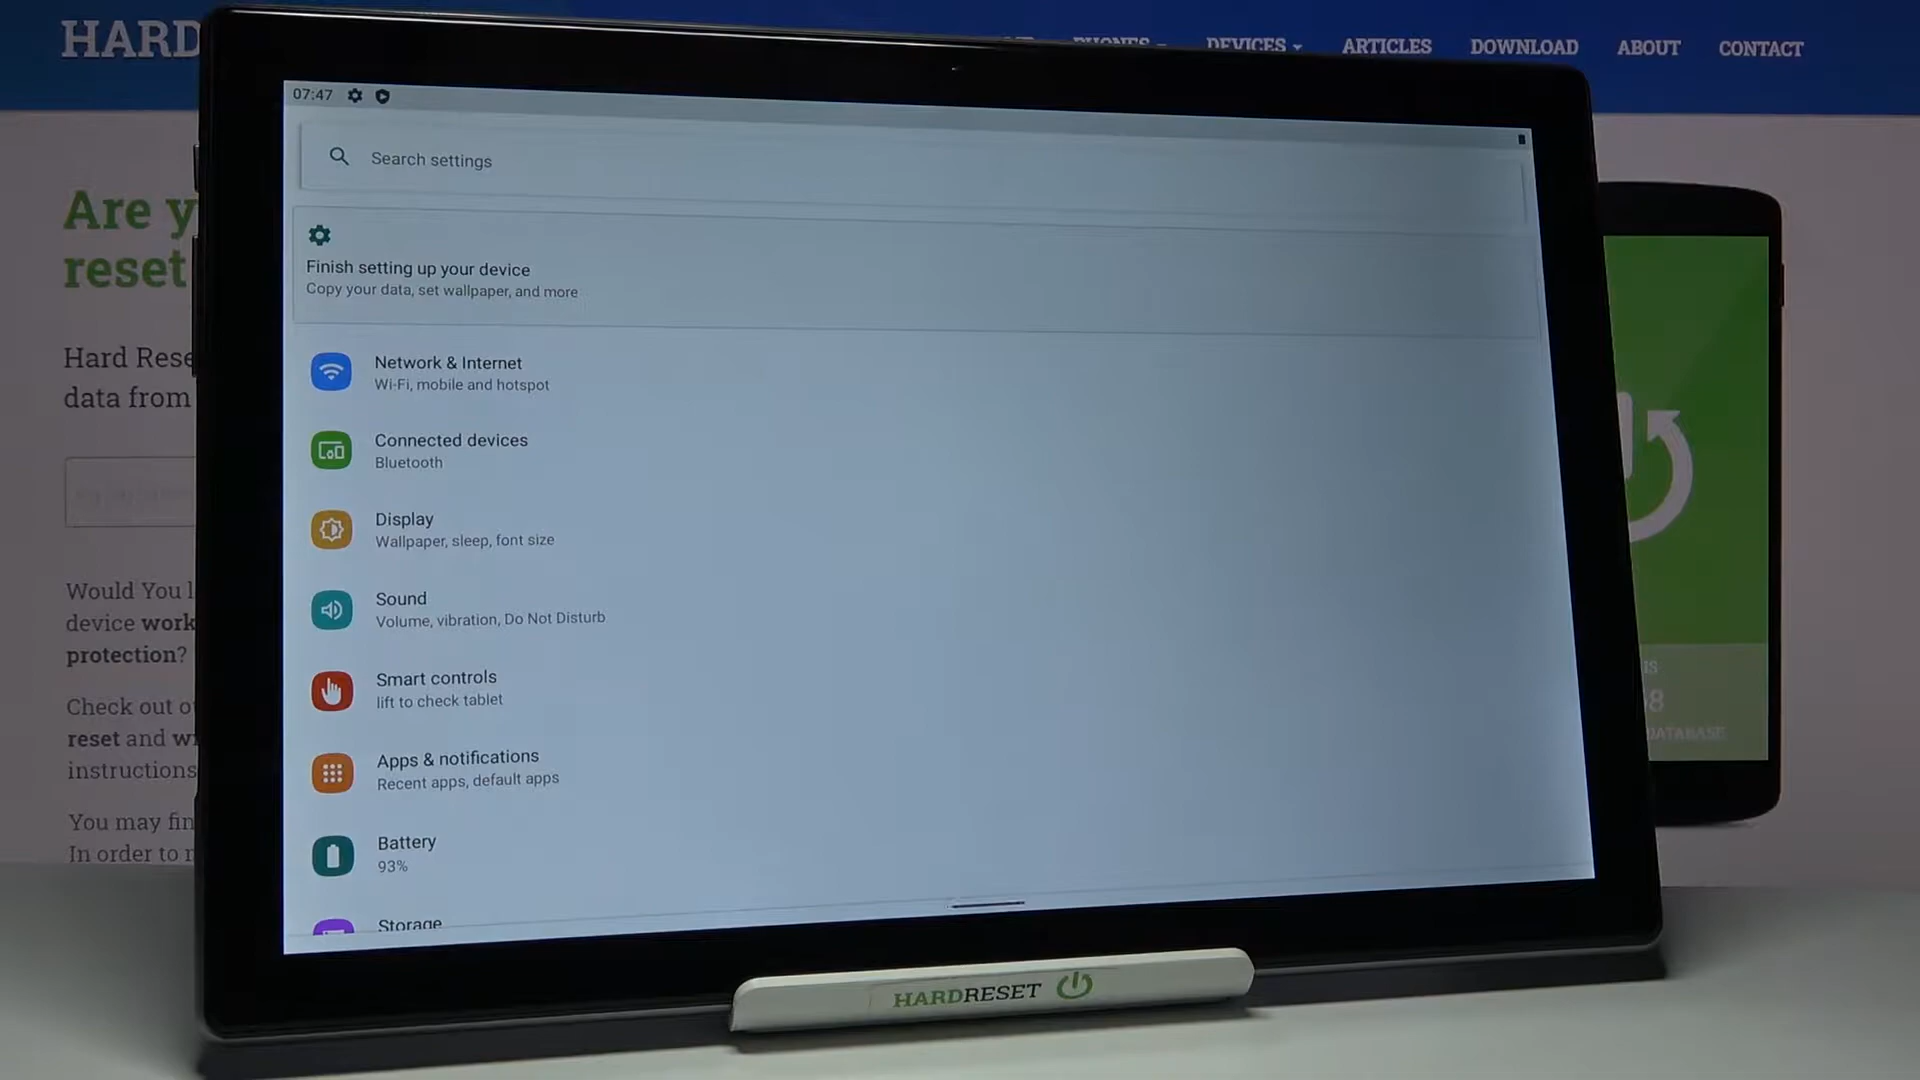 HARD
DEVICES
ARTICLES
DOWNLOAD
ABOUT
CONTACT
07:47
Search settings
Finish setting up your device
Copy your data, set wallpaper, and more
Network & Internet
Wi-Fi, mobile and hotspot
Connected devices
Bluetooth
Display
Wallpaper, sleep, font size
Sound
Volume, vibration, Do Not Disturb
Smart controls
lift to check tablet
Apps & notifications
Recent apps, default apps
Battery
93%
Storage
Are y
reset
Hard Rese
data from
Would You l
device work
protection?
Check out o
reset and w
instructions
You may fin
In order to
DATABASE
HARDRESET